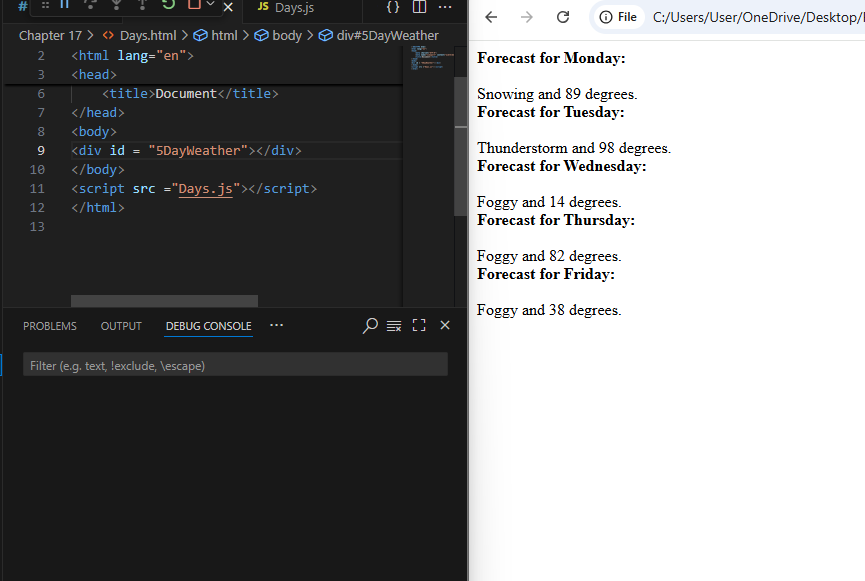 # 
JS Days.js {} ...
Chapter 17 > <> Days.html > html > body > div#5DayWeather
2 <html lang="en">
3 <head>
6 <title>Document</title>
7 </head>
8 <body>
9 <div id = "5DayWeather"></div>
10 </body>
11 <script src ="Days.js"></script>
12 </html>
13
PROBLEMS OUTPUT DEBUG CONSOLE ...
Filter (e.g. text, !exclude, \escape)
File C:/Users/User/OneDrive/Desktop/
Forecast for Monday:
Snowing and 89 degrees.
Forecast for Tuesday:
Thunderstorm and 98 degrees.
Forecast for Wednesday:
Foggy and 14 degrees.
Forecast for Thursday:
Foggy and 82 degrees.
Forecast for Friday:
Foggy and 38 degrees.